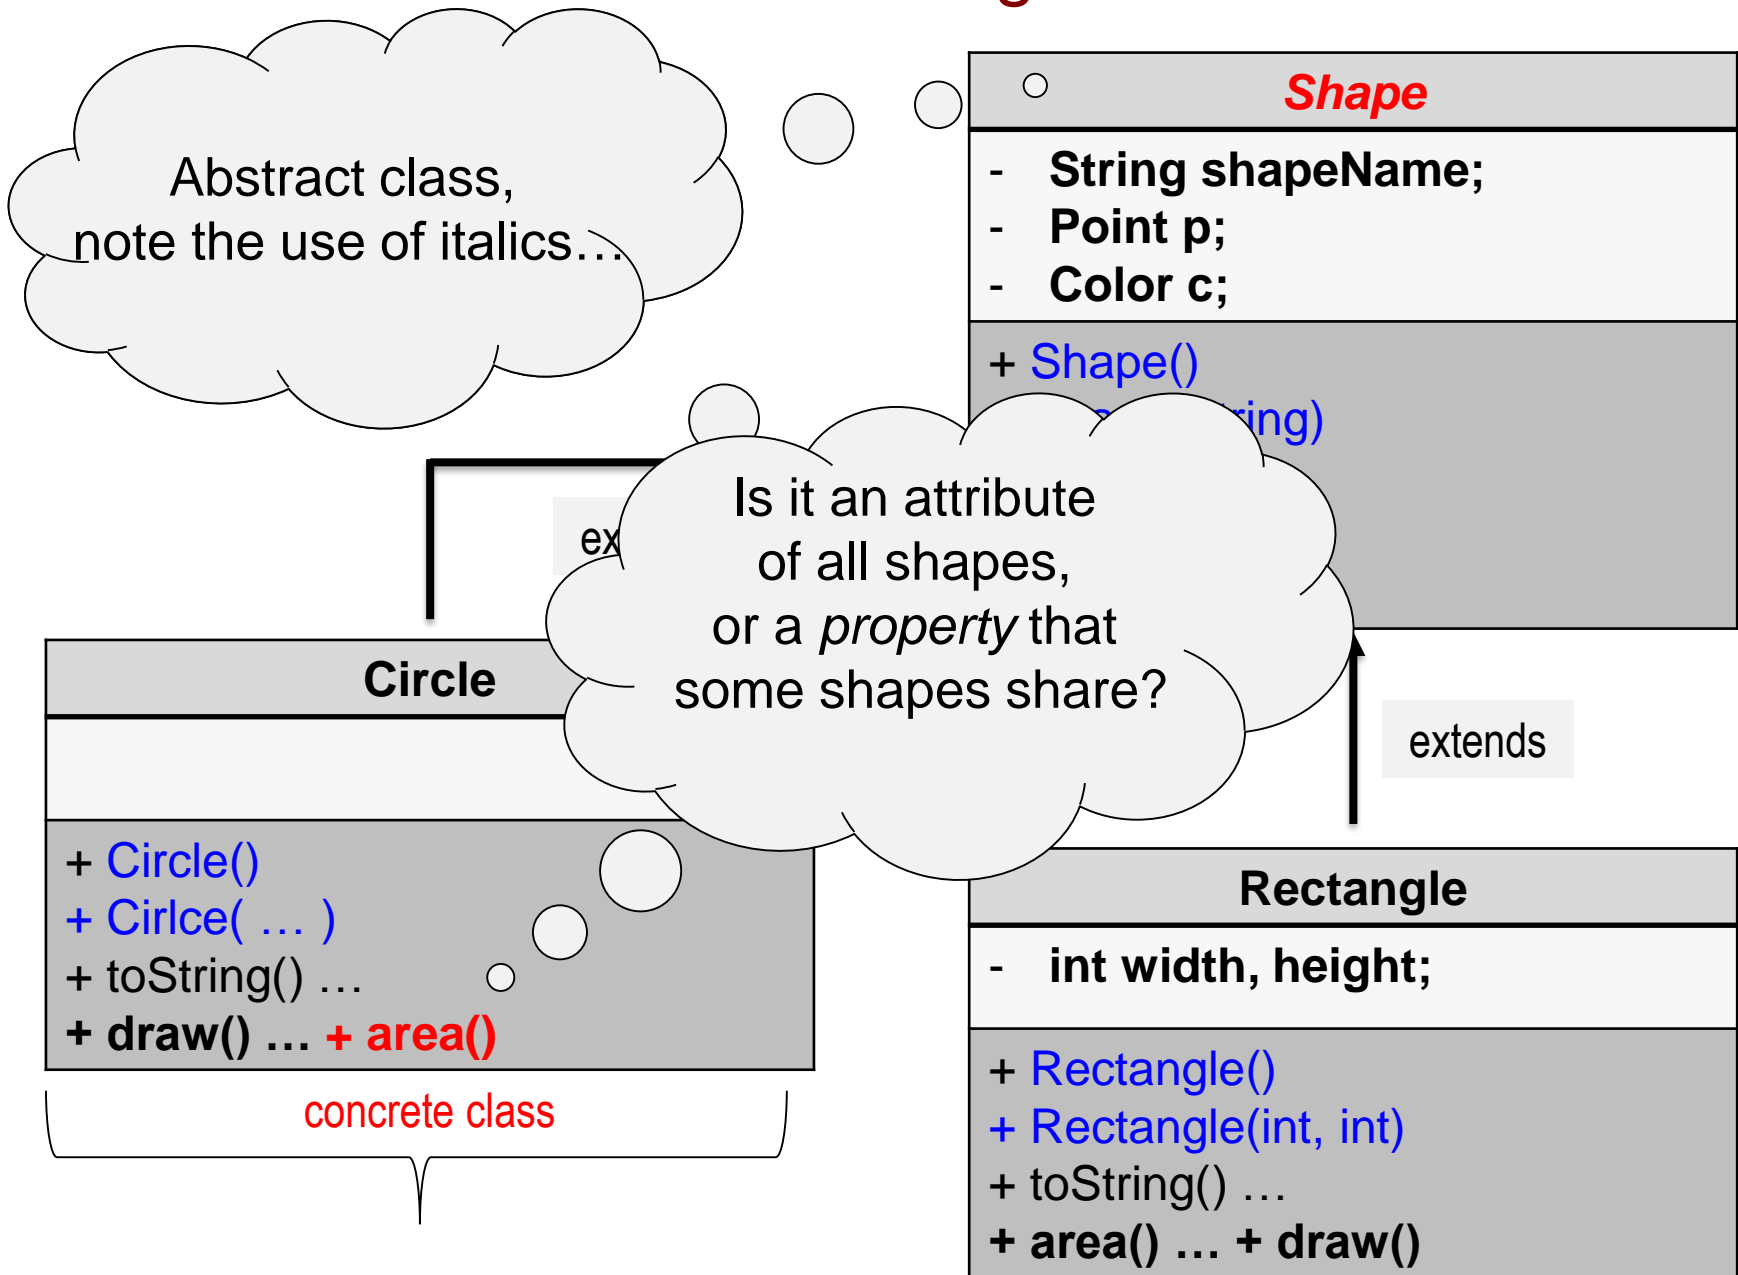 Abstract class,
note the use of italics…
Shape
- String shapeName;
- Point p;
- Color c;
+ Shape()
Is it an attribute
of all shapes,
or a property that
some shapes share?
Circle
+ Circle()
+ Cirlce( … )
+ toString() …
+ draw() … + area()
concrete class
extends
Rectangle
- int width, height;
+ Rectangle()
+ Rectangle(int, int)
+ toString() …
+ area() … + draw()